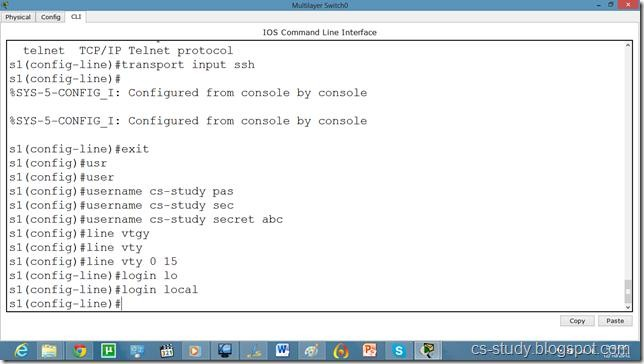 Multilayer Switch0
Physical Config CLI
IOS Command Line Interface
telnet TCP/IP Telnet protocol
s1(config-line)#transport input ssh
s1(config-line)#
%SYS-5-CONFIG_I: Configured from console by console
%SYS-5-CONFIG_I: Configured from console by console
s1(config-line)#exit
s1(config)#usr
s1(config)#user
s1(config)#username cs-study pas
s1(config)#username cs-study sec
s1(config)#username cs-study secret abc
s1(config)#line vtgy
s1(config)#line vty
s1(config)#line vty 0 15
s1(config-line)#login lo
s1(config-line)#login local
s1(config-line)#
Copy Paste
cs-study.blogspot.com